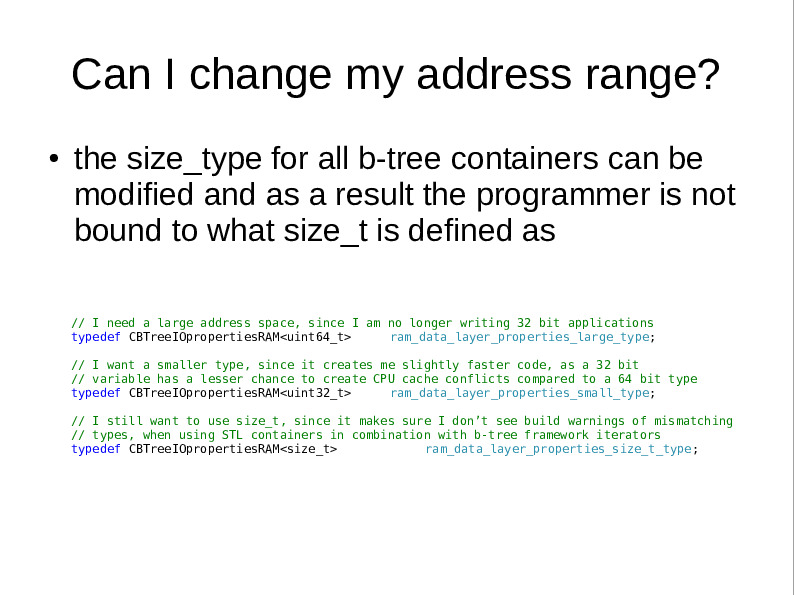 Can I change my address range?
• the size_type for all b-tree containers can be
modified and as a result the programmer is not
bound to what size_t is defined as
// I need a large address space, since I am no longer writing 32 bit applications
typedef CBTreeIOpropertiesRAM<uint64_t> ram_data_layer_properties_large_type;
// I want a smaller type, since it creates me slightly faster code, as a 32 bit
// variable has a lesser chance to create CPU cache conflicts compared to a 64 bit type
typedef CBTreeIOpropertiesRAM<uint32_t> ram_data_layer_properties_small_type;
// I still want to use size_t, since it makes sure I don’t see build warnings of mismatching
// types, when using STL containers in combination with b-tree framework iterators
typedef CBTreeIOpropertiesRAM<size_t> ram_data_layer_properties_size_t_type;